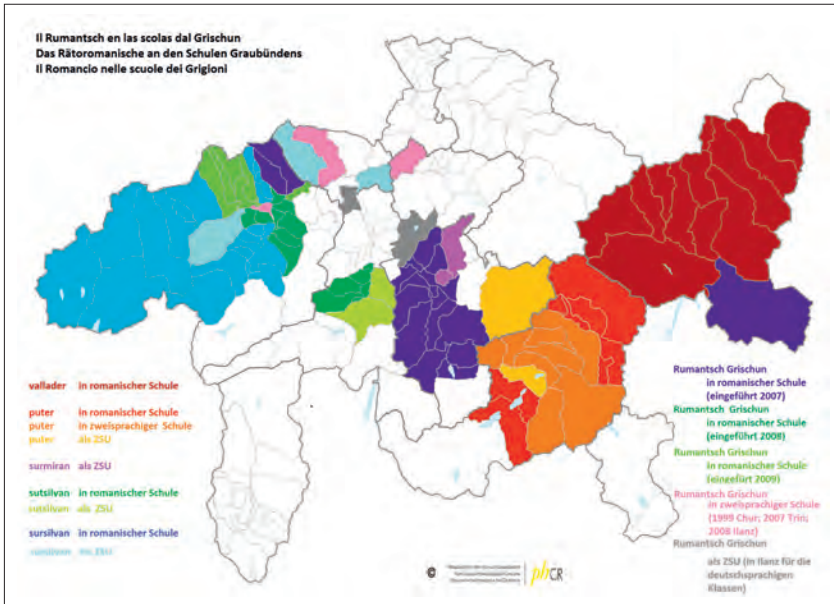 Il Rumantsch en las scolas dal Grischun
Das Rätoromanische an den Schulen Graubündens
Il Romancio nelle scuole dei Grigioni
vallader in romanischer Schule
puter in romanischer Schule
puter in zweisprachiger Schule
puter als ZSU
surmiran als ZSU
sutsilvan in romanischer Schule
sutsilvan als ZSU
sursilvan in romanischer Schule
sursilvan als ZSU
Rumantsch Grischun
in romanischer Schule
(eingeführt 2007)
Rumantsch Grischun
in romanischer Schule
(eingeführt 2008)
Rumantsch Grischun
in romanischer Schule
(eingefürt 2009)
Rumantsch Grischun
in zweisprachiger Schule
(1999 Chur; 2007 Trin;
2008 Ilanz)
Rumantsch Grischun
als ZSU (in Ilanz für die
deutschsprachigen
Klassen)
©
phGR